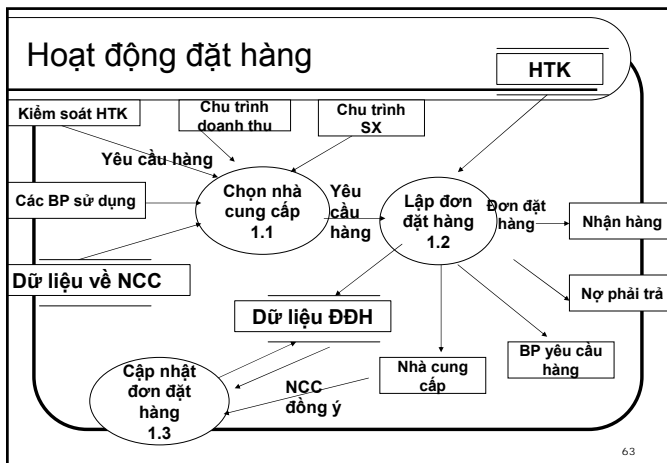 Hoạt động đặt hàng
HTK
Kiểm soát HTK
Chu trình
doanh thu
Chu trình
SX
Yêu cầu hàng
Các BP sử dụng
Chọn nhà
cung cấp
1.1
Yêu
cầu
hàng
Lập đơn
đặt hàng
1.2
Đơn đặt
hàng
Nhận hàng
Dữ liệu về NCC
Nợ phải trả
Dữ liệu ĐĐH
BP yêu cầu
hàng
Nhà cung
cấp
Cập nhật
đơn đặt
hàng
1.3
NCC
đồng ý
63